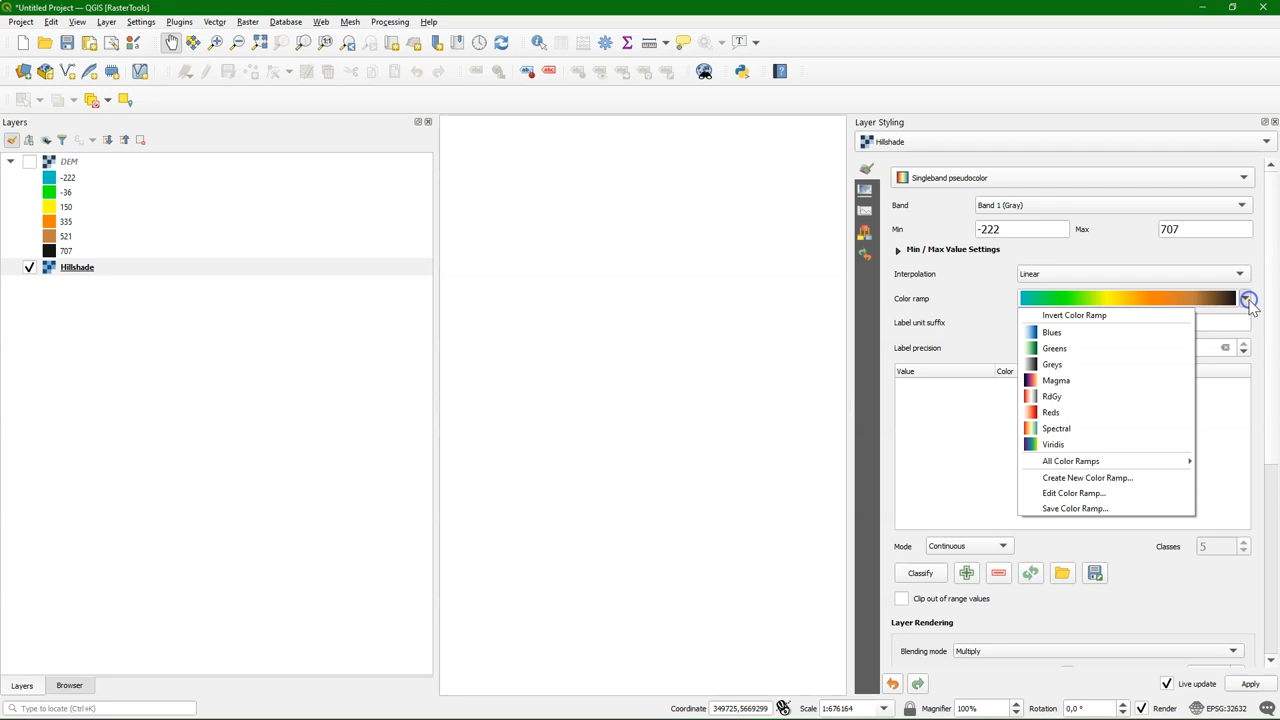 *Untitled Project — QGIS [RasterTools]
Project Edit View Layer Settings Plugins Vector Raster Database Web Mesh Processing Help
Layers
DEM
-222
-36
150
335
521
707
Hillshade
Layers Browser
Type to locate (Ctrl+K)
Layer Styling
Hillshade
Singleband pseudocolor
Band Band 1 (Gray)
Min -222 Max 707
Min / Max Value Settings
Interpolation Linear
Color ramp
Label unit suffix
Label precision
Value Color
Invert Color Ramp
Blues
Greens
Greys
Magma
RdGy
Reds
Spectral
Viridis
All Color Ramps
Create New Color Ramp...
Edit Color Ramp...
Save Color Ramp...
Mode Continuous Classes 5
Classify
Clip out of range values
Layer Rendering
Blending mode Multiply
Live update Apply
Coordinate 349725,5669299 Scale 1:676164 Magnifier 100% Rotation 0,0 ° Render EPSG:32632